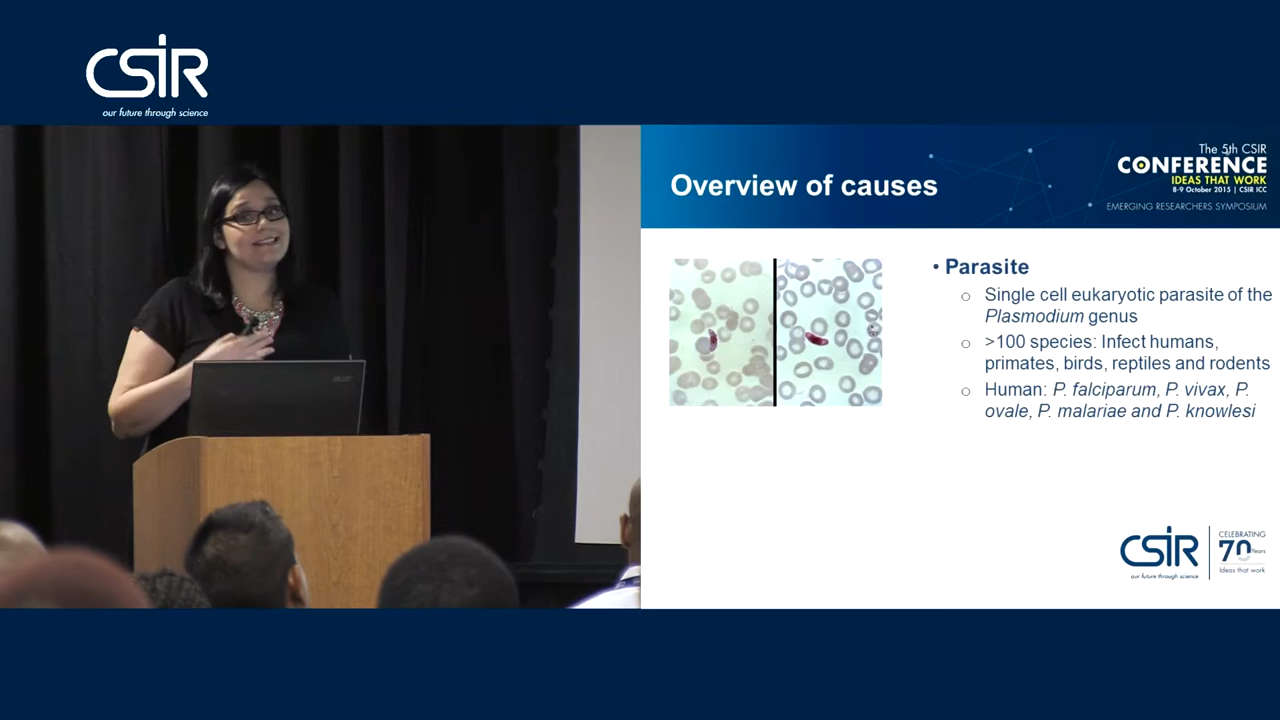 CSIR
our future through science
Overview of causes
The 5th CSIR
CONFERENCE
IDEAS THAT WORK
8-9 October 2015 | CSIR ICC
EMERGING RESEARCHERS SYMPOSIUM
• Parasite
o Single cell eukaryotic parasite of the
Plasmodium genus
o >100 species: Infect humans,
primates, birds, reptiles and rodents
o Human: P. falciparum, P. vivax, P.
ovale, P. malariae and P. knowlesi
acer
CSIR
our future through science
CELEBRATING
70 Years
Ideas that work